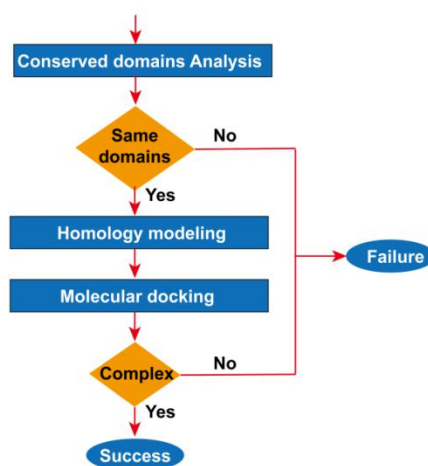 Conserved domains Analysis
Same
domains
No
Yes
Homology modeling
Failure
Molecular docking
Complex
No
Yes
Success